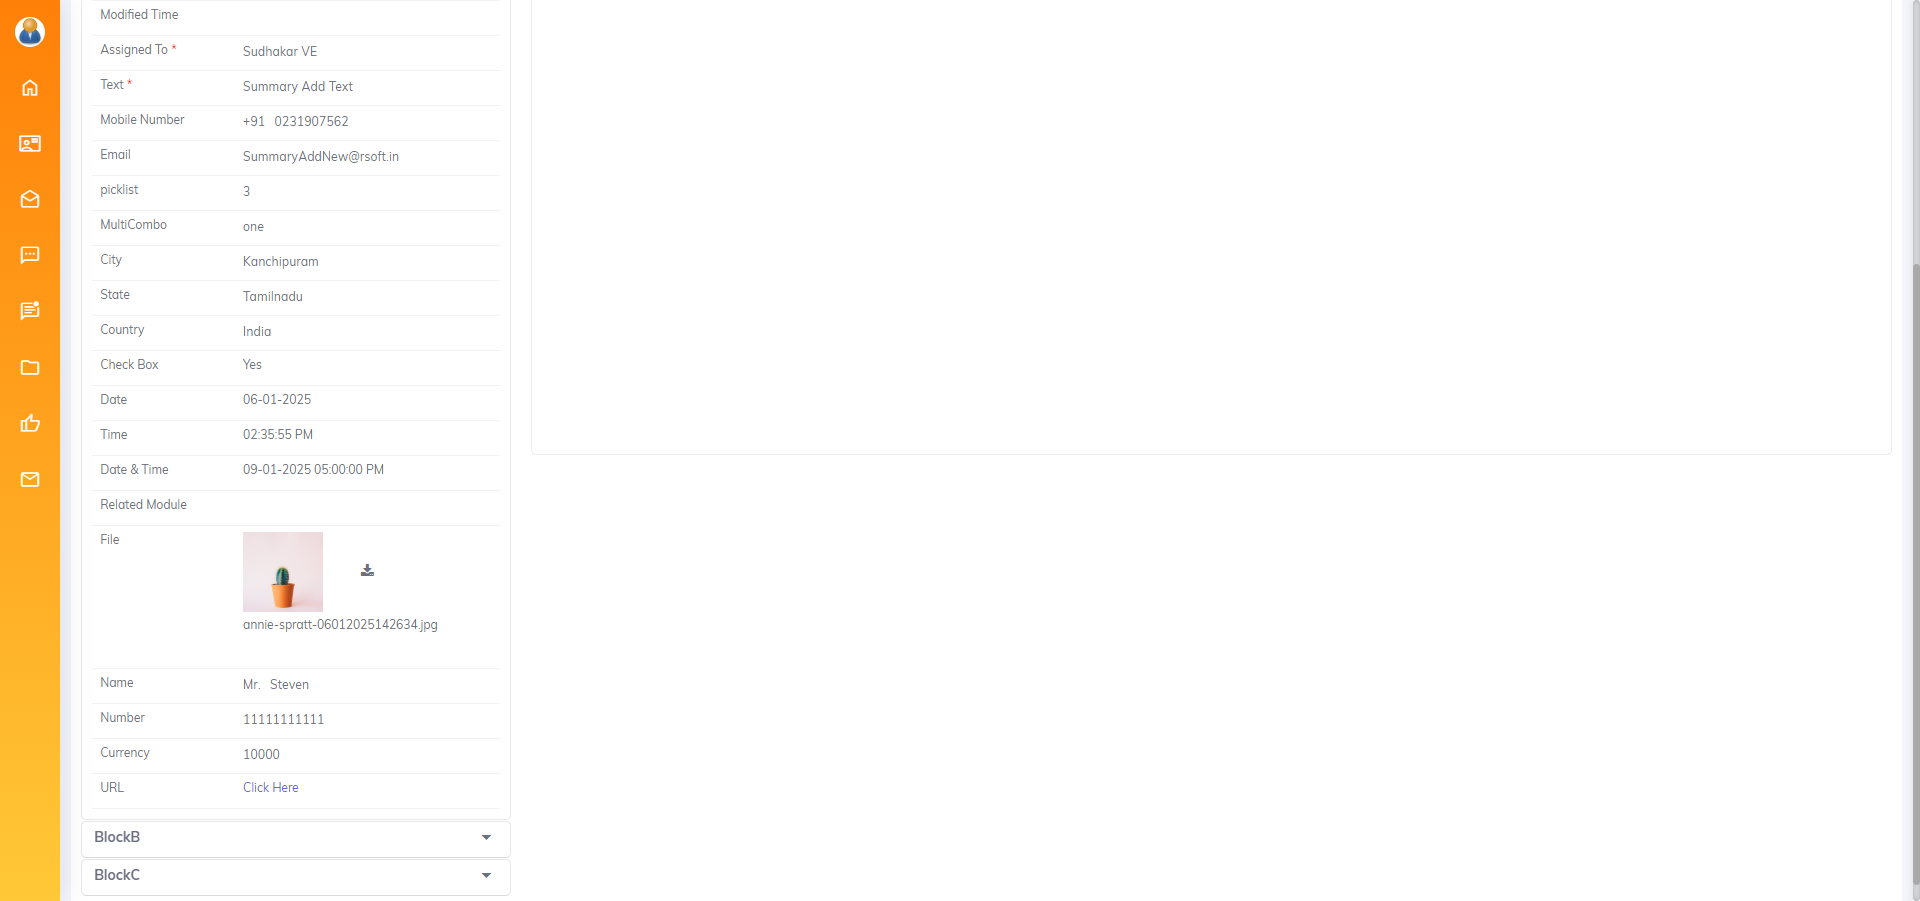 Modified Time
Assigned To * Sudhakar VE
Text * Summary Add Text
Mobile Number +91 0231907562
Email SummaryAddNew@rsoft.in
picklist 3
MultiCombo one
City Kanchipuram
State Tamilnadu
Country India
Check Box Yes
Date 06-01-2025
Time 02:35:55 PM
Date & Time 09-01-2025 05:00:00 PM
Related Module
File
annie-spratt-06012025142634.jpg
Name Mr. Steven
Number 11111111111
Currency 10000
URL Click Here
BlockB
BlockC